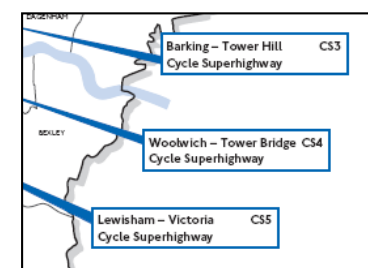 DAGENHAM
Barking – Tower Hill CS3
Cycle Superhighway
BEXLEY
Woolwich – Tower Bridge CS4
Cycle Superhighway
Lewisham – Victoria CS5
Cycle Superhighway